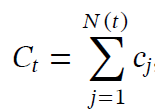 C_t = \sum_{j=1}^{N(t)} c_j,